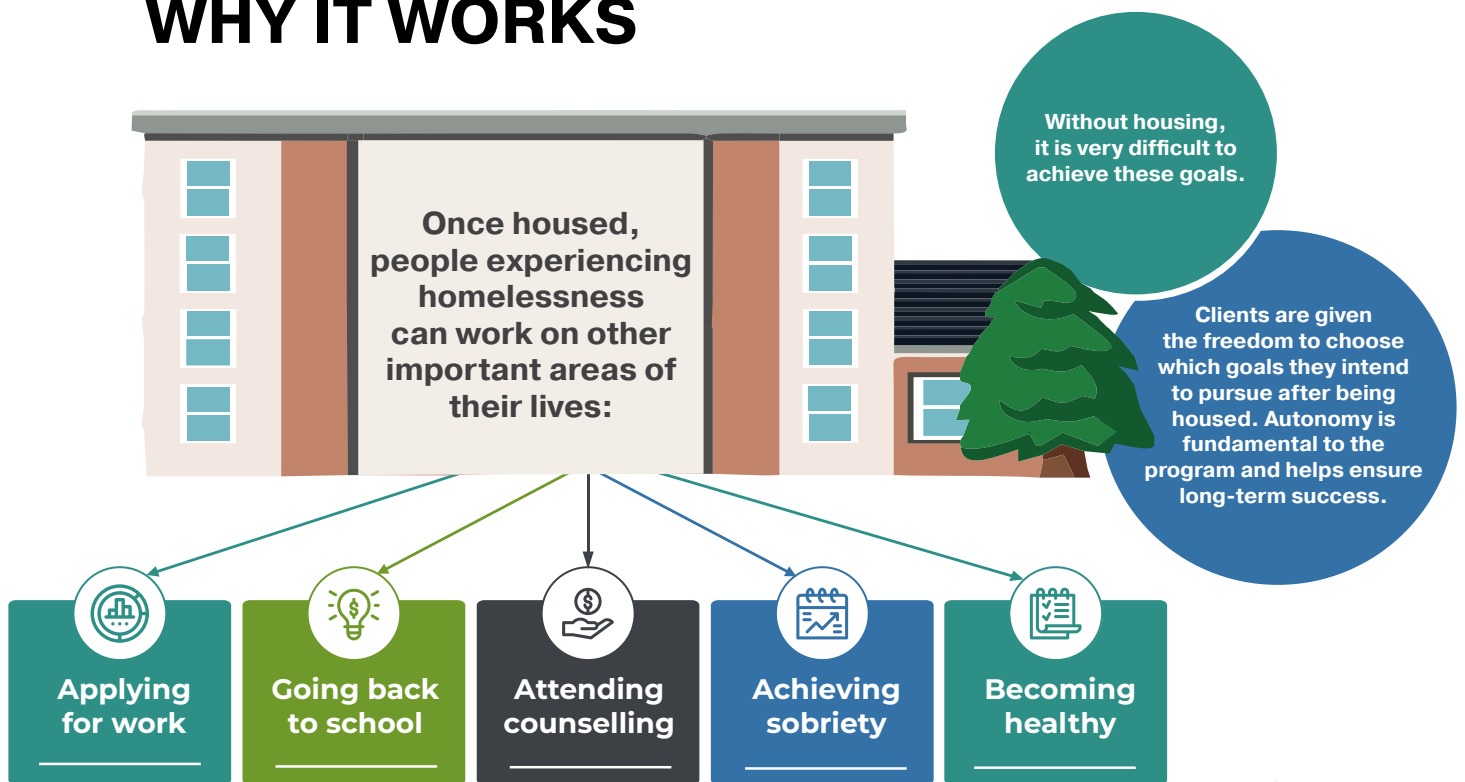 WHY IT WORKS
Once housed,
people experiencing
homelessness
can work on other
important areas of
their lives:
Without housing,
it is very difficult to
achieve these goals.
Clients are given
the freedom to choose
which goals they intend
to pursue after being
housed. Autonomy is
fundamental to the
program and helps ensure
long-term success.
Applying
for work
Going back
to school
Attending
counselling
Achieving
sobriety
Becoming
healthy